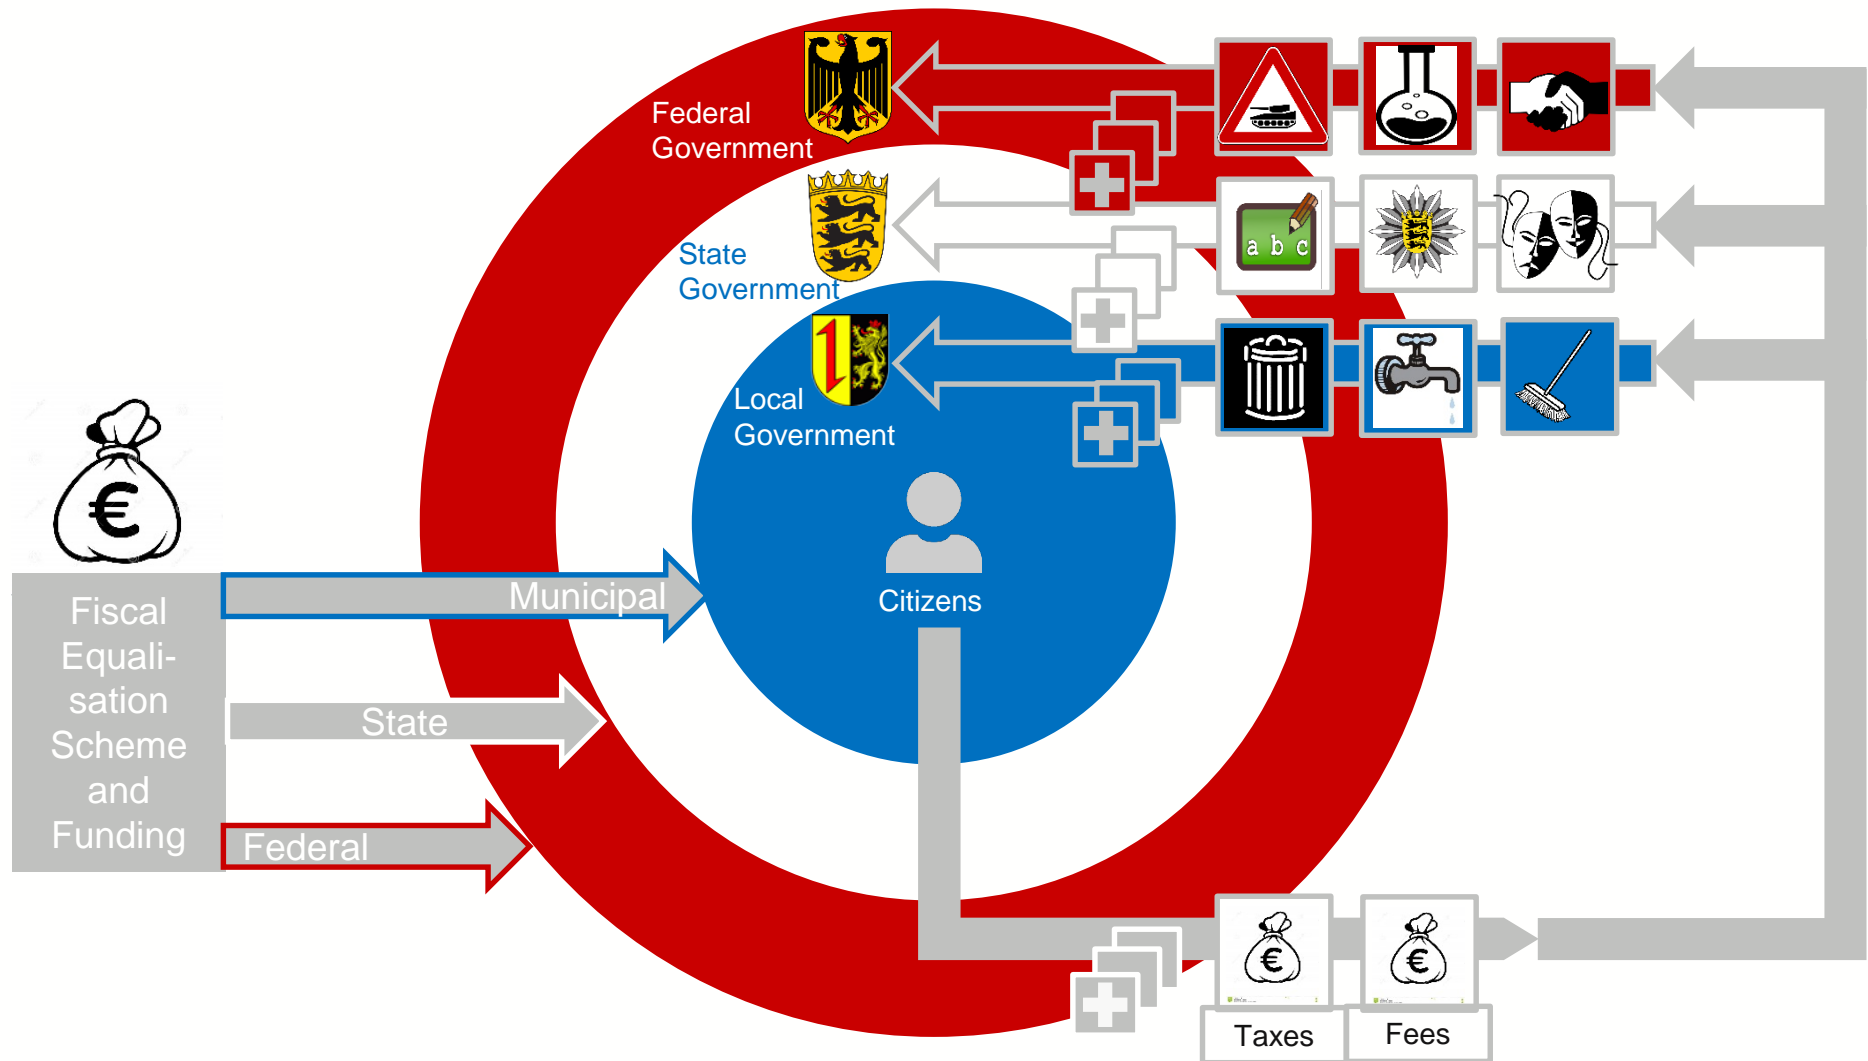 Federal
Government
State
Government
a b c
Local
Government
€
Fiscal
Equali-
sation
Scheme
and
Funding
Municipal
State
Federal
Citizens
€
€
Taxes
Fees